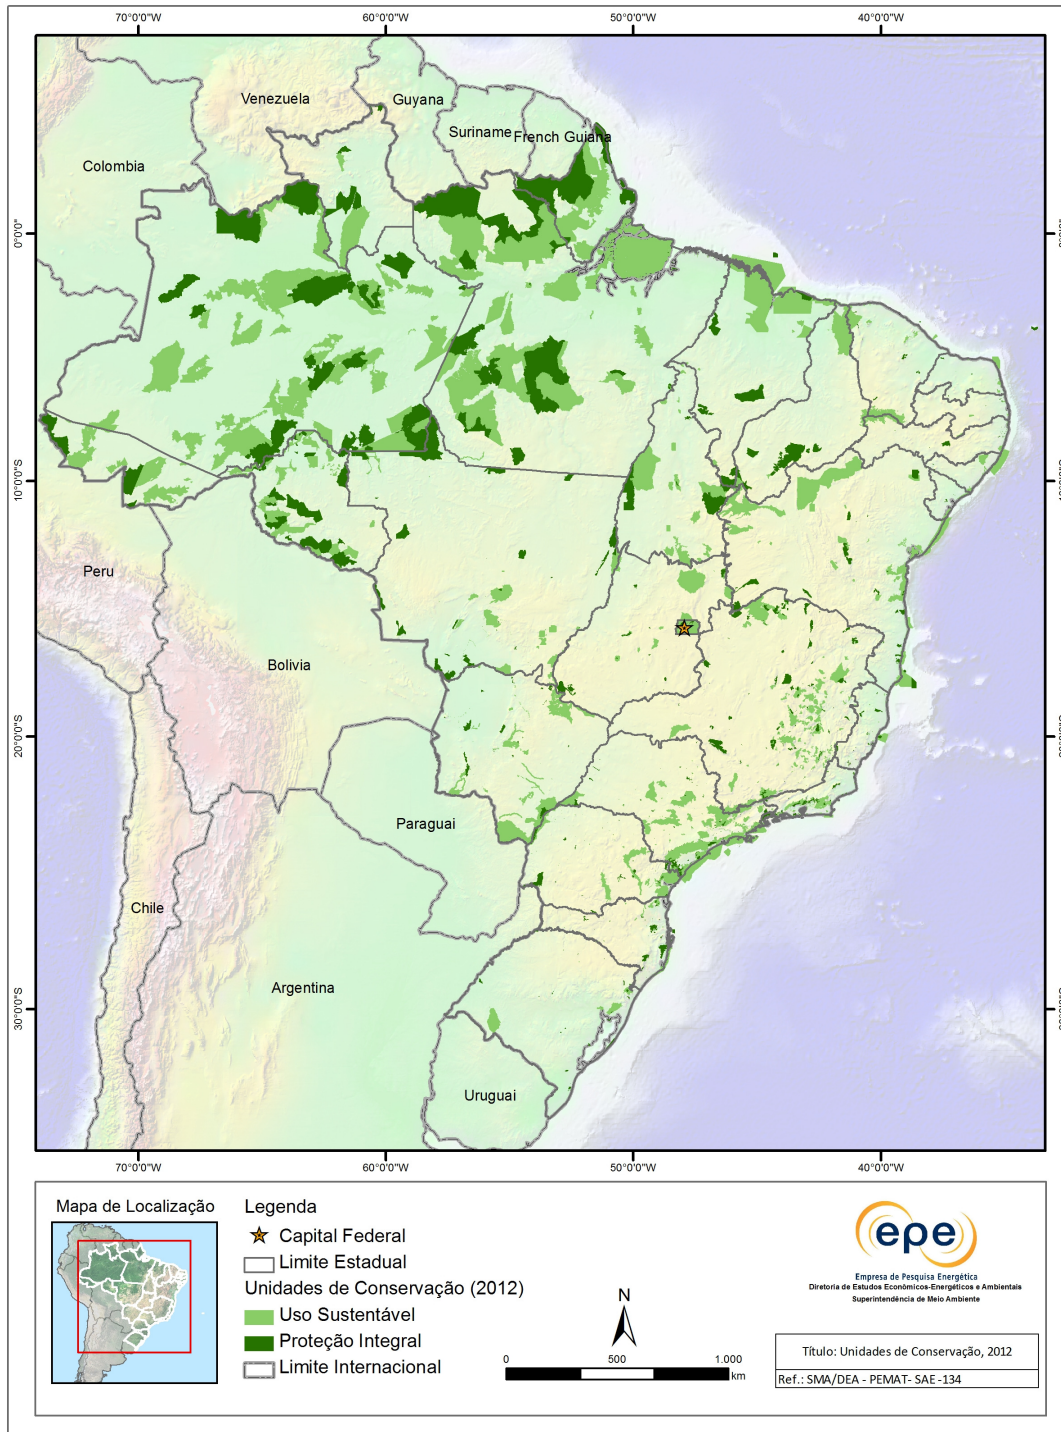 70°0'0"W 60°0'0"W 50°0'0"W 40°0'0"W
Venezuela
Guyana
Suriname
French Guiana
Colombia
0°0'0"
10°0'0"S
Peru
Bolivia
20°0'0"S
Paraguai
Chile
Argentina
30°0'0"S
Uruguai
70°0'0"W 60°0'0"W 50°0'0"W 40°0'0"W
Mapa de Localização
Legenda
Capital Federal
Limite Estadual
Unidades de Conservação (2012)
Uso Sustentável
Proteção Integral
Limite Internacional
N
0 500 1.000
km
epe
Empresa de Pesquisa Energética
Diretoria de Estudos Econômicos-Energéticos e Ambientais
Superintendência de Meio Ambiente
Título: Unidades de Conservação, 2012
Ref.: SMA/DEA - PEMAT- SAE -134